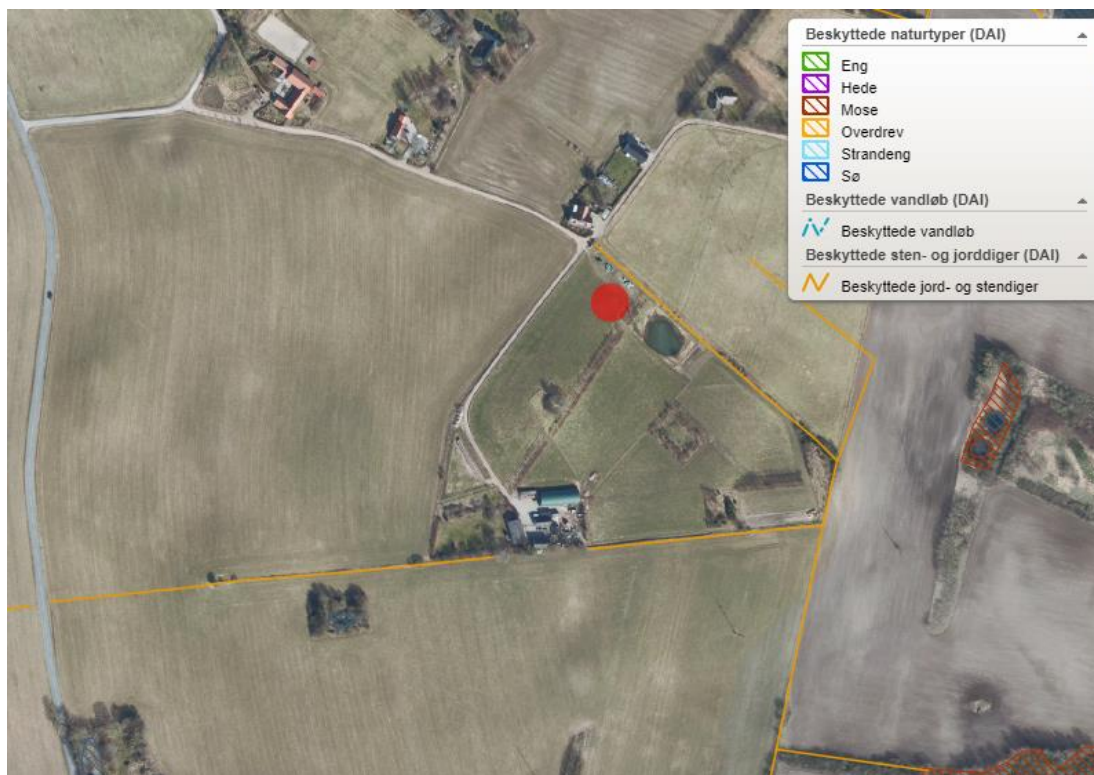 Beskyttede naturtyper (DAI)
Eng
Hede
Mose
Overdrev
Strandeng
Sø
Beskyttede vandløb (DAI)
Beskyttede vandløb
Beskyttede sten- og jorddiger (DAI)
Beskyttede jord- og stendiger